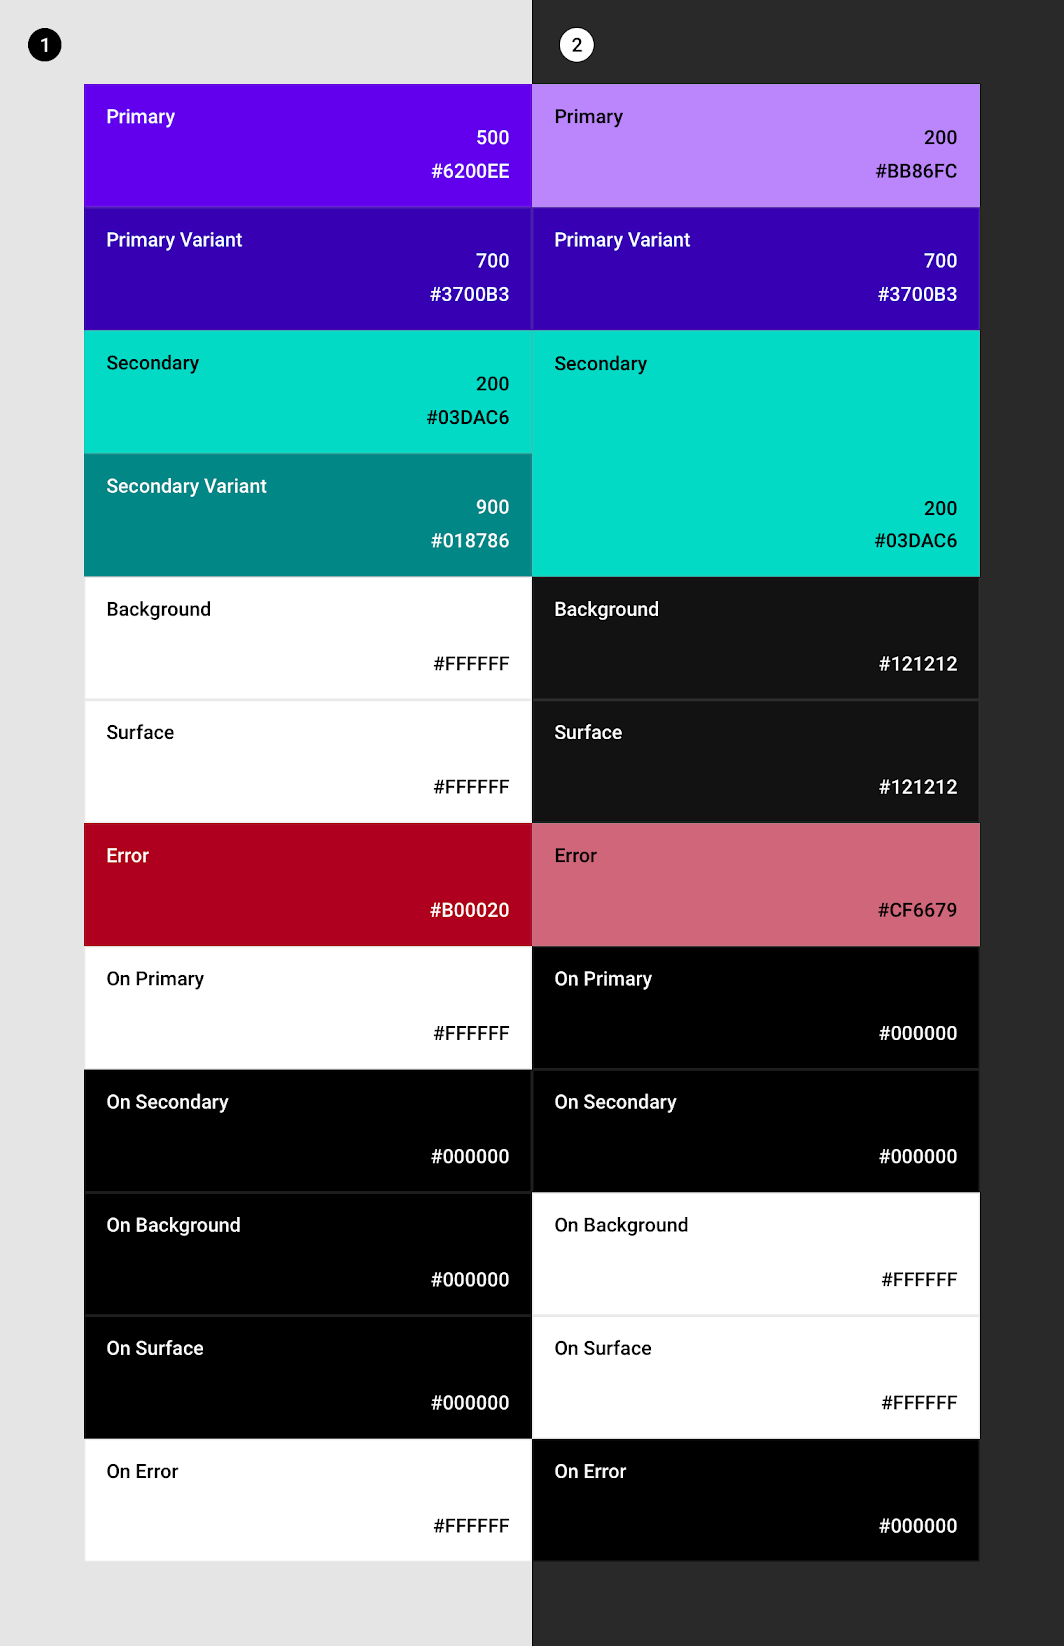 1
Primary
500
#6200EE
Primary Variant
700
#3700B3
Secondary
200
#03DAC6
Secondary Variant
900
#018786
Background
#FFFFFF
Surface
#FFFFFF
Error
#B00020
On Primary
#FFFFFF
On Secondary
#000000
On Background
#000000
On Surface
#000000
On Error
#FFFFFF
2
Primary
200
#BB86FC
Primary Variant
700
#3700B3
Secondary
200
#03DAC6
Background
#121212
Surface
#121212
Error
#CF6679
On Primary
#000000
On Secondary
#000000
On Background
#FFFFFF
On Surface
#FFFFFF
On Error
#000000